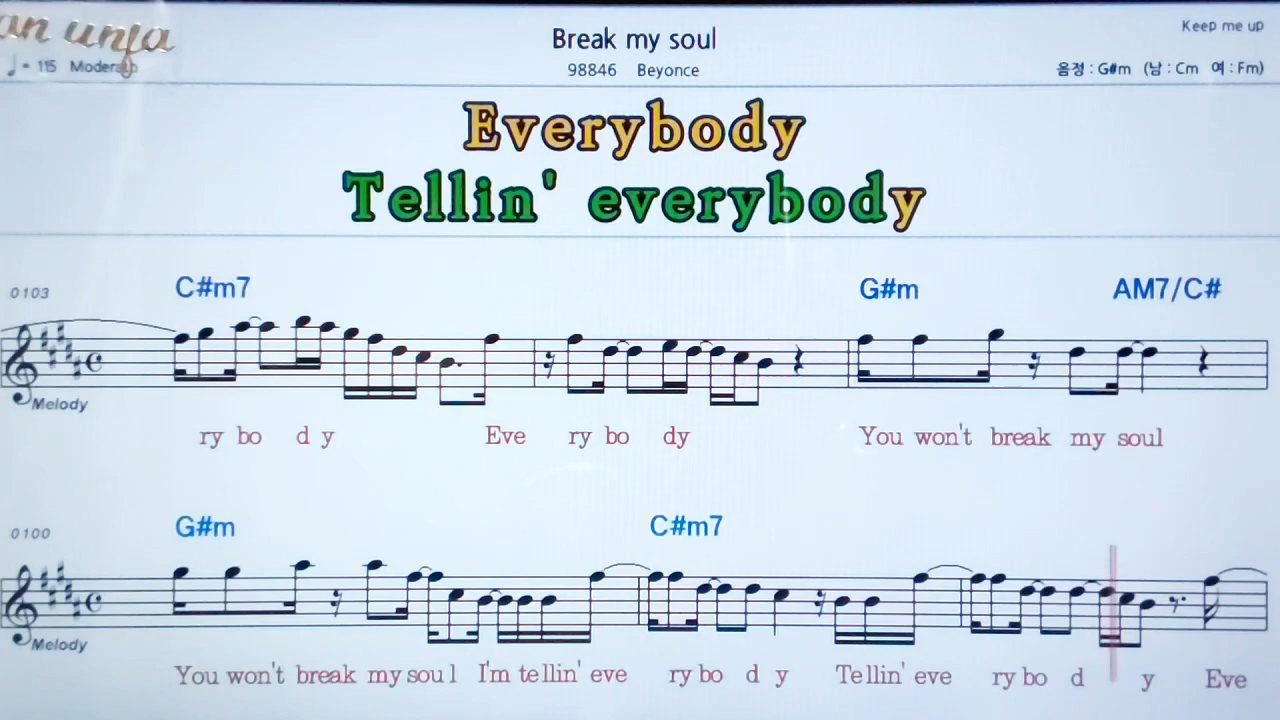 Break my soul
Keep me up
♩= 115 Moderato
98846 Beyonce
음정 : G#m (남 : Cm 여 : Fm)
Everybody
Tellin' everybody
0103
C#m7 G#m AM7/C#
Melody
ry bo d y Eve ry bo dy You won't break my soul
0100
G#m C#m7
Melody
You won't break my soul I'm tellin' eve ry bo d y Tellin' eve ry bo d y Eve